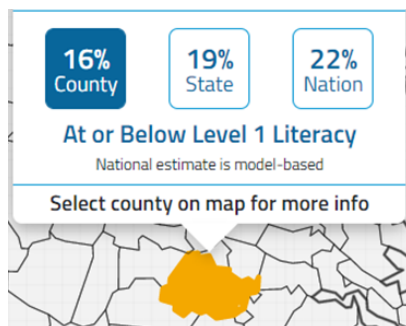 16% 19% 22%
County State Nation
At or Below Level 1 Literacy
National estimate is model-based
Select county on map for more info